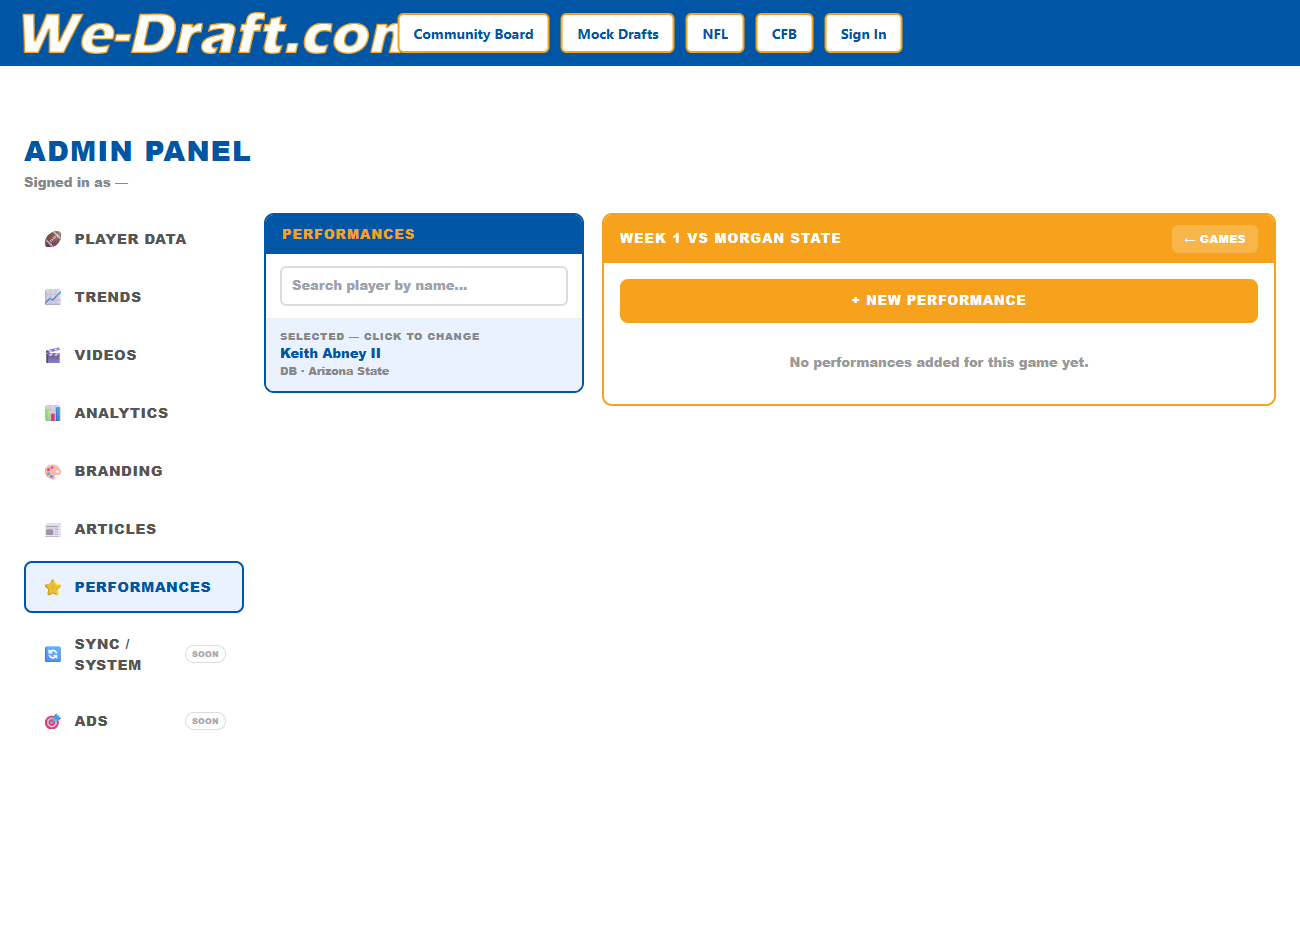 We-Draft.com
Community Board
Mock Drafts
NFL
CFB
Sign In
ADMIN PANEL
Signed in as —
PLAYER DATA
TRENDS
VIDEOS
ANALYTICS
BRANDING
ARTICLES
PERFORMANCES
SYNC /
SYSTEM
SOON
ADS
SOON
PERFORMANCES
Search player by name...
SELECTED — CLICK TO CHANGE
Keith Abney II
DB · Arizona State
WEEK 1 VS MORGAN STATE
← GAMES
+ NEW PERFORMANCE
No performances added for this game yet.